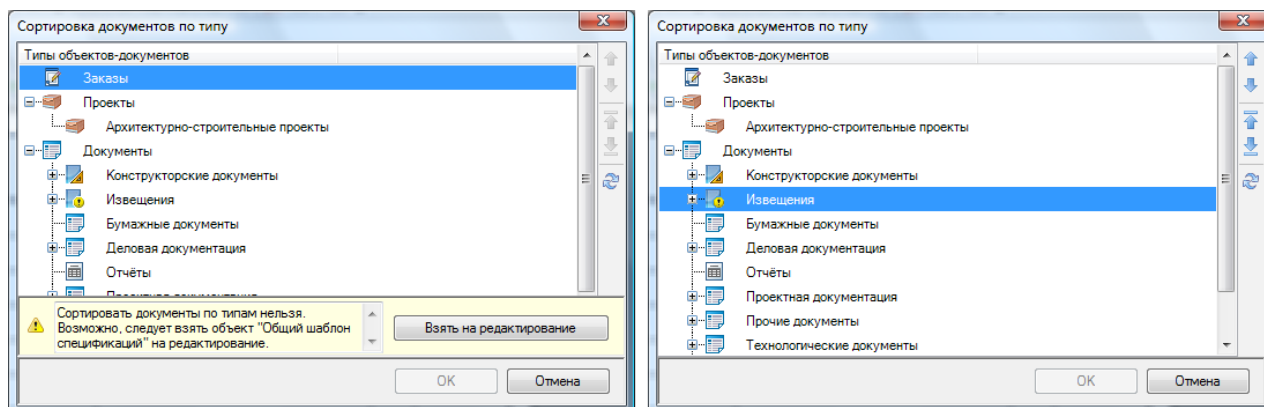 Сортировка документов по типу
Типы объектов-документов
Заказы
Проекты
Архитектурно-строительные проекты
Документы
Конструкторские документы
Извещения
Бумажные документы
Деловая документация
Отчёты
Сортировать документы по типам нельзя.
Возможно, следует взять объект "Общий шаблон
спецификаций" на редактирование.
Взять на редактирование
OK
Отмена
Сортировка документов по типу
Типы объектов-документов
Заказы
Проекты
Архитектурно-строительные проекты
Документы
Конструкторские документы
Извещения
Бумажные документы
Деловая документация
Отчёты
Проектная документация
Прочие документы
Технологические документы
OK
Отмена